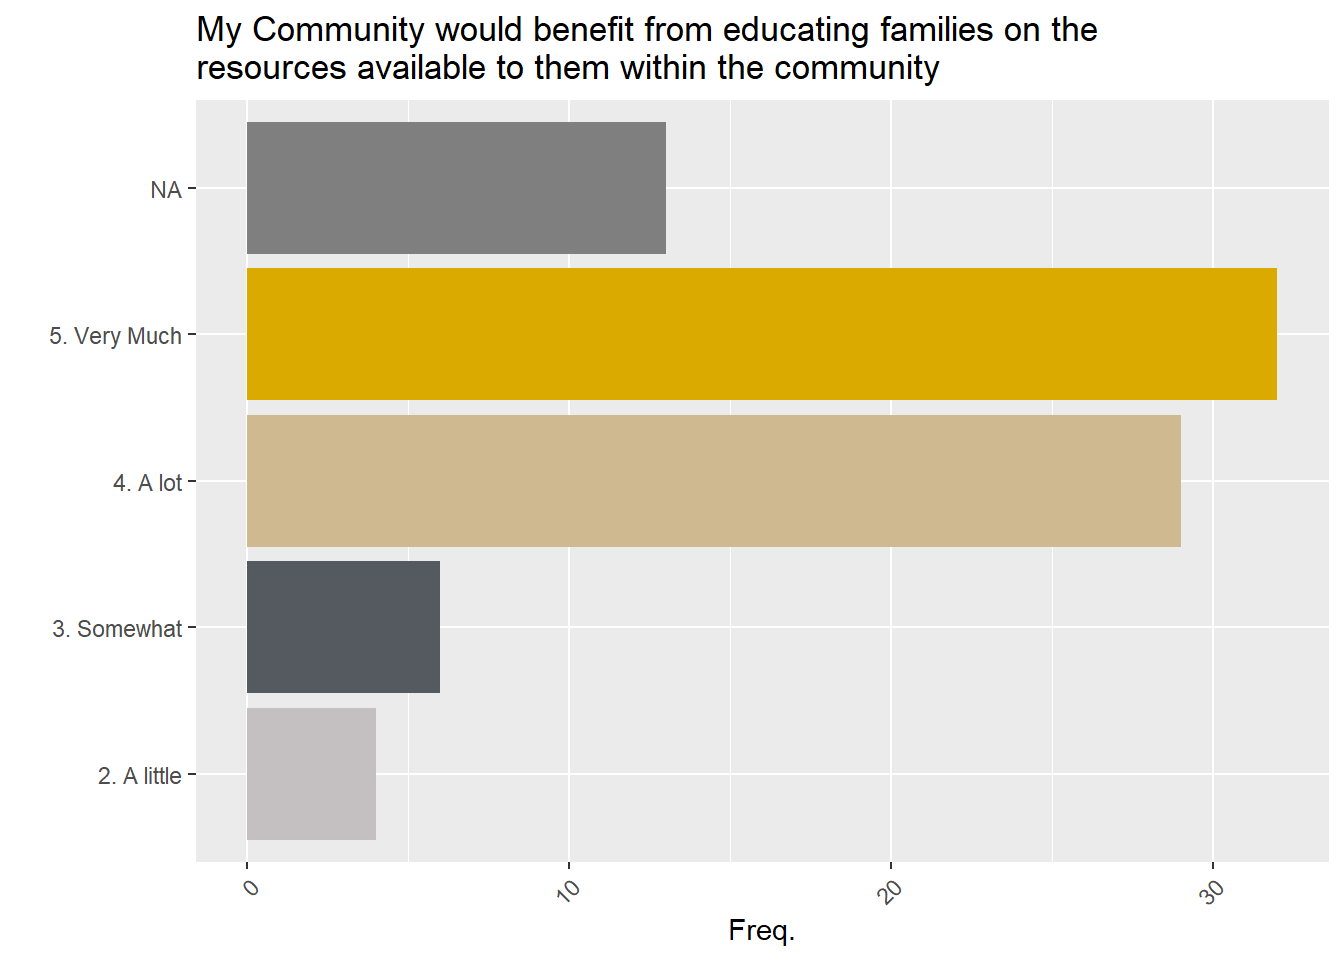 My Community would benefit from educating families on the
resources available to them within the community
NA
5. Very Much
4. A lot
3. Somewhat
2. A little
0
10
20
30
Freq.